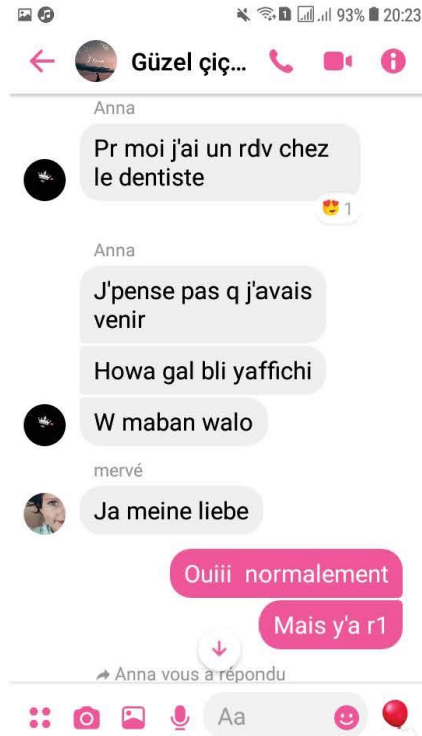 93% 20:23
Güzel çiç...
Anna
Pr moi j'ai un rdv chez
le dentiste
1
Anna
J'pense pas q j'avais
venir
Howa gal bli yaffichi
W maban walo
mervé
Ja meine liebe
Ouiii normalement
Mais y'a r1
Anna vous a répondu
Aa